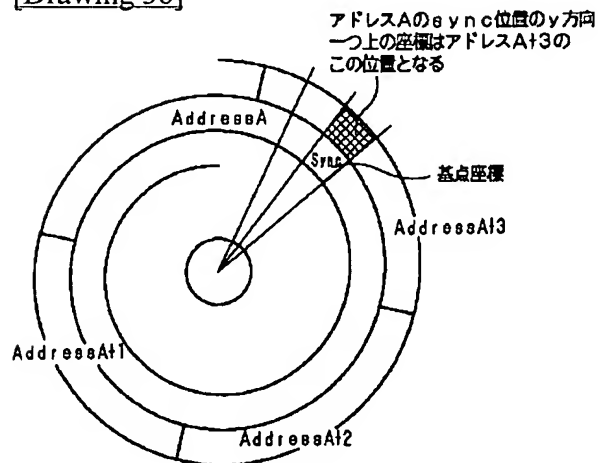 [Drawing 30]
アドレスAのsync位置のy方向
一つ上の座標はアドレスA+3の
この位置となる
AddressA
Sync
基点座標
AddressA+3
AddressA+1
AddressA+2